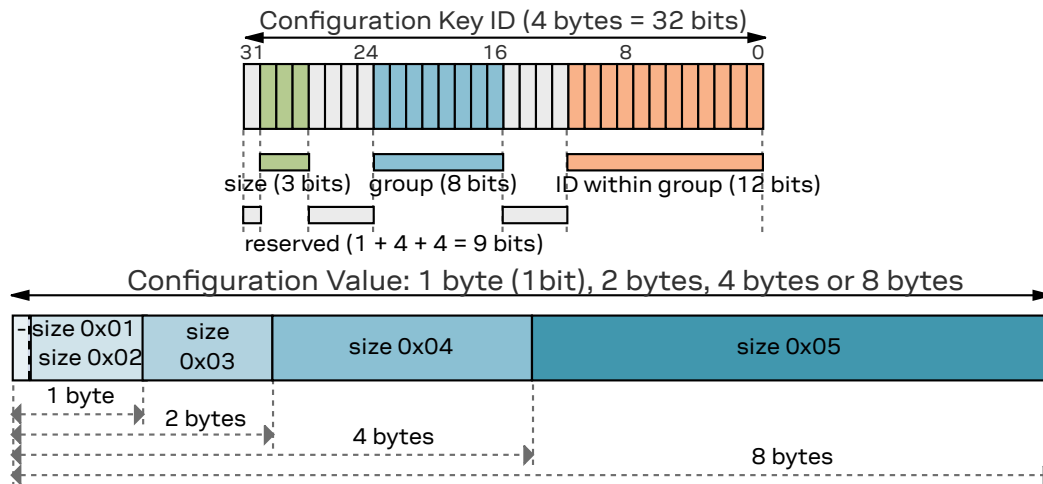 Configuration Key ID (4 bytes = 32 bits)
31 24 16 8 0
size (3 bits) group (8 bits) ID within group (12 bits)
reserved (1 + 4 + 4 = 9 bits)
Configuration Value: 1 byte (1bit), 2 bytes, 4 bytes or 8 bytes
size 0x01
size 0x02
size
0x03
size 0x04
size 0x05
1 byte
2 bytes
4 bytes
8 bytes